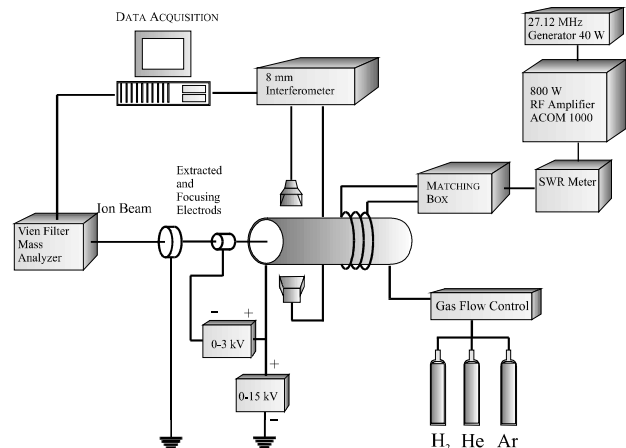 DATA ACQUISITION
27.12 MHz
Generator 40 W
8 mm
Interferometer
800 W
RF Amplifier
ACOM 1000
Extracted
and
Focusing
Electrods
MATCHING
BOX
SWR Meter
Ion Beam
Vien Filter
Mass
Analyzer
Gas Flow Control
− +
0-3 kV
+
0-15 kV
−
H₂ He Ar